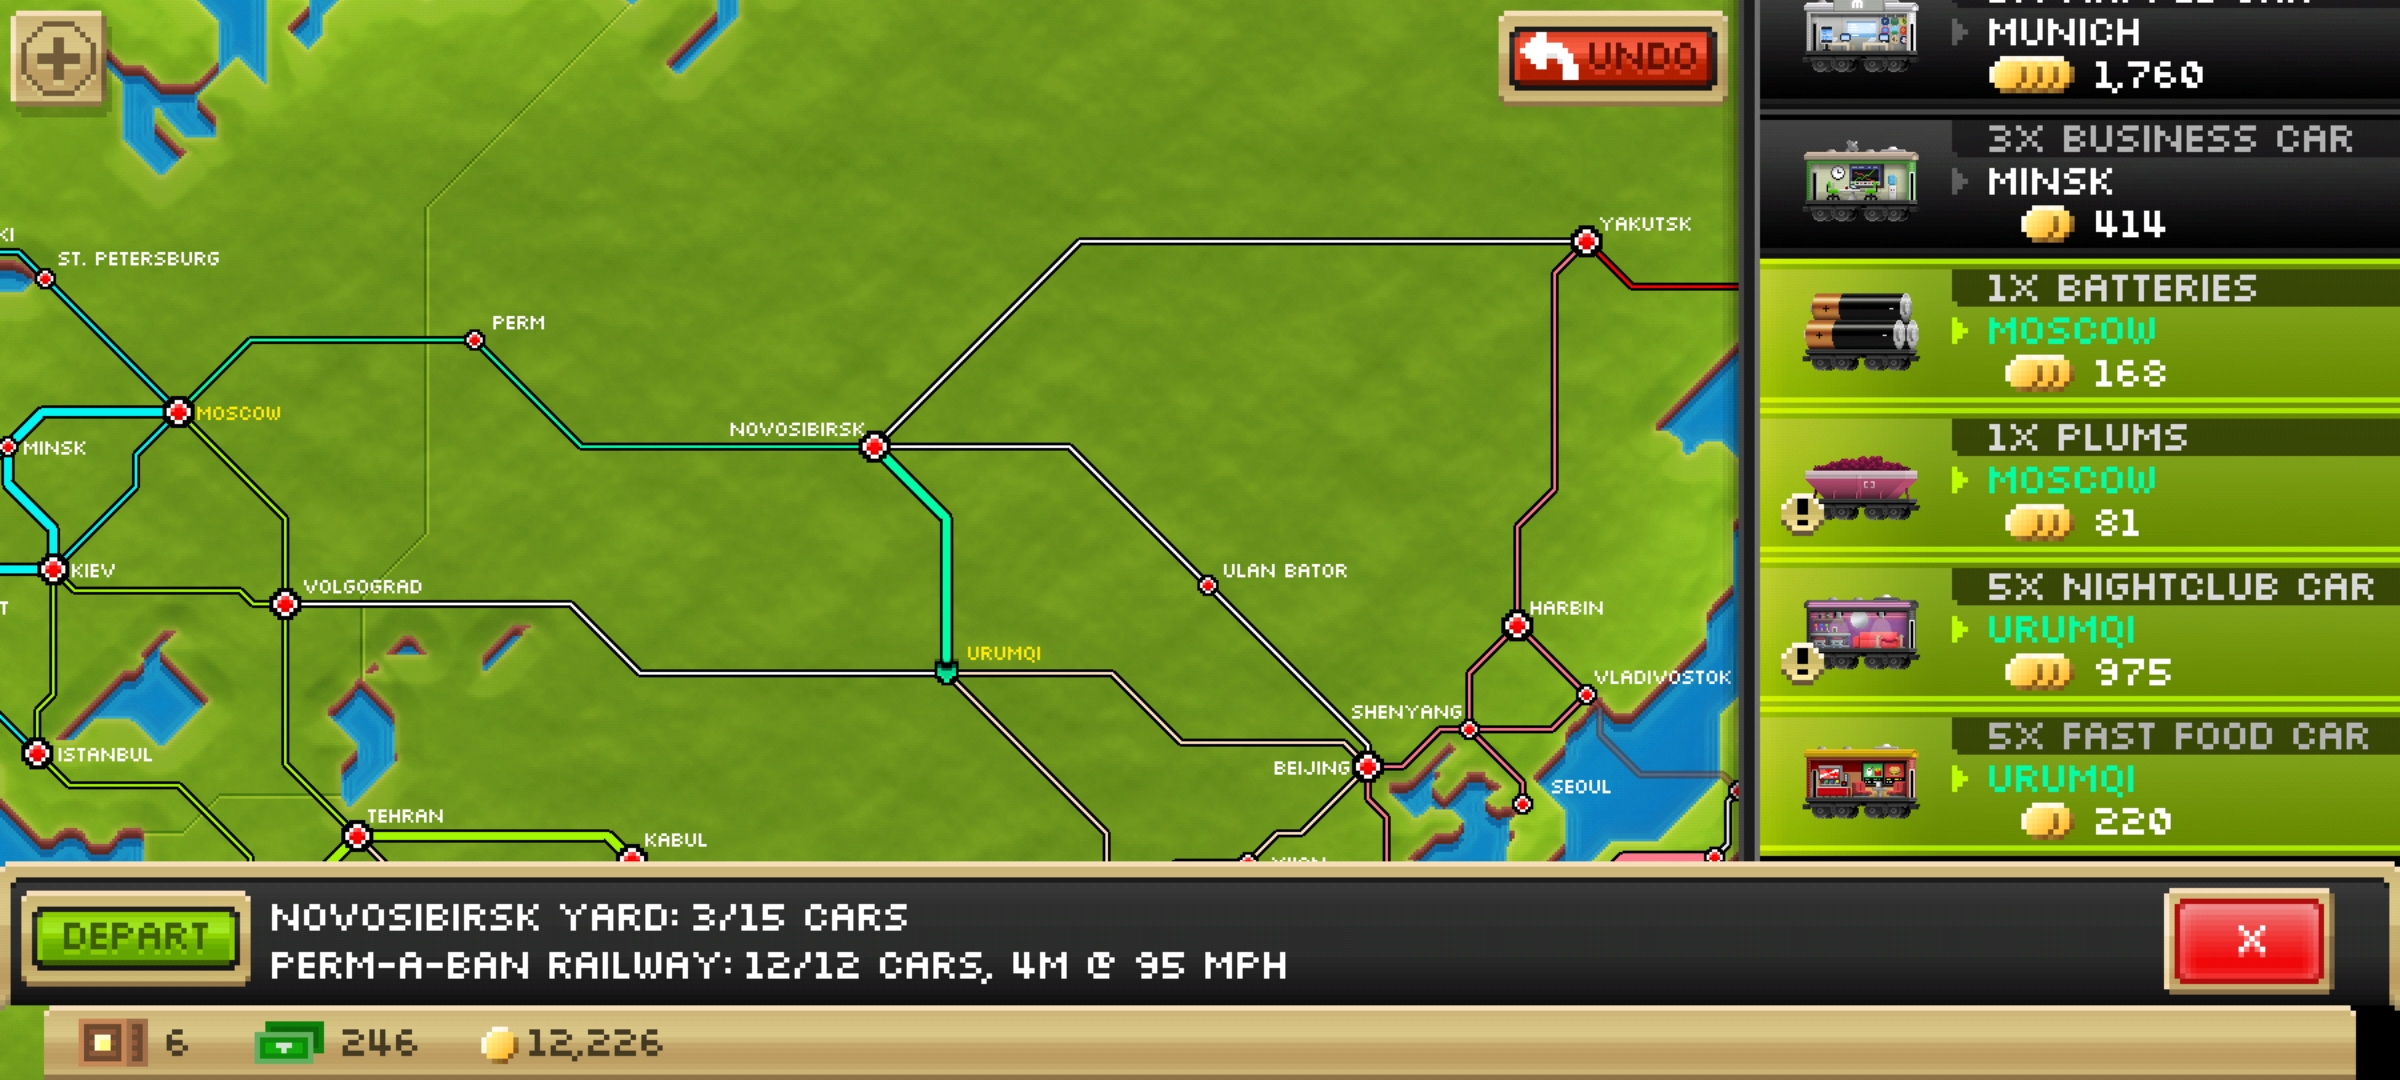 UNDO
ST. PETERSBURG
YAKUTSK
PERM
MOSCOW
NOVOSIBIRSK
MINSK
KIEV
ULAN BATOR
VOLGOGRAD
HARBIN
URUMQI
VLADIVOSTOK
SHENYANG
ISTANBUL
BEIJING
SEOUL
TEHRAN
KABUL
MUNICH
1,760
3X BUSINESS CAR
MINSK
414
1X BATTERIES
MOSCOW
168
1X PLUMS
MOSCOW
81
5X NIGHTCLUB CAR
URUMQI
975
5X FAST FOOD CAR
URUMQI
220
DEPART
NOVOSIBIRSK YARD: 3/15 CARS
PERM-A-BAN RAILWAY: 12/12 CARS, 4M @ 95 MPH
X
6
246
12,226